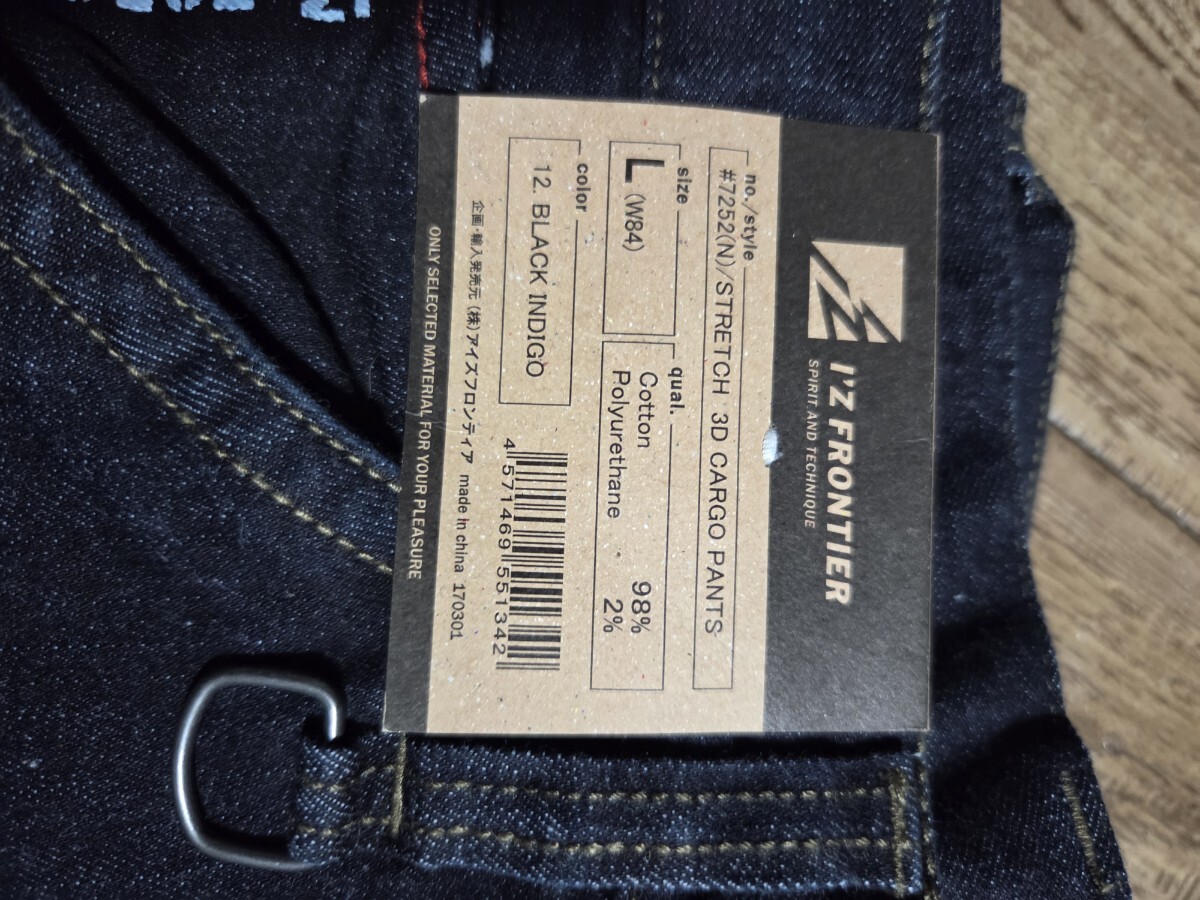 I'Z FRONTIER
SPIRIT AND TECHNIQUE
no./style
#7252(N)/STRETCH 3D CARGO PANTS
size
L (W84)
qual.
Cotton 98%
Polyurethane 2%
color
12. BLACK INDIGO
4 571469 551342
企画・輸入発売元 (株)アイズフロンティア made in china 170301
ONLY SELECTED MATERIAL FOR YOUR PLEASURE